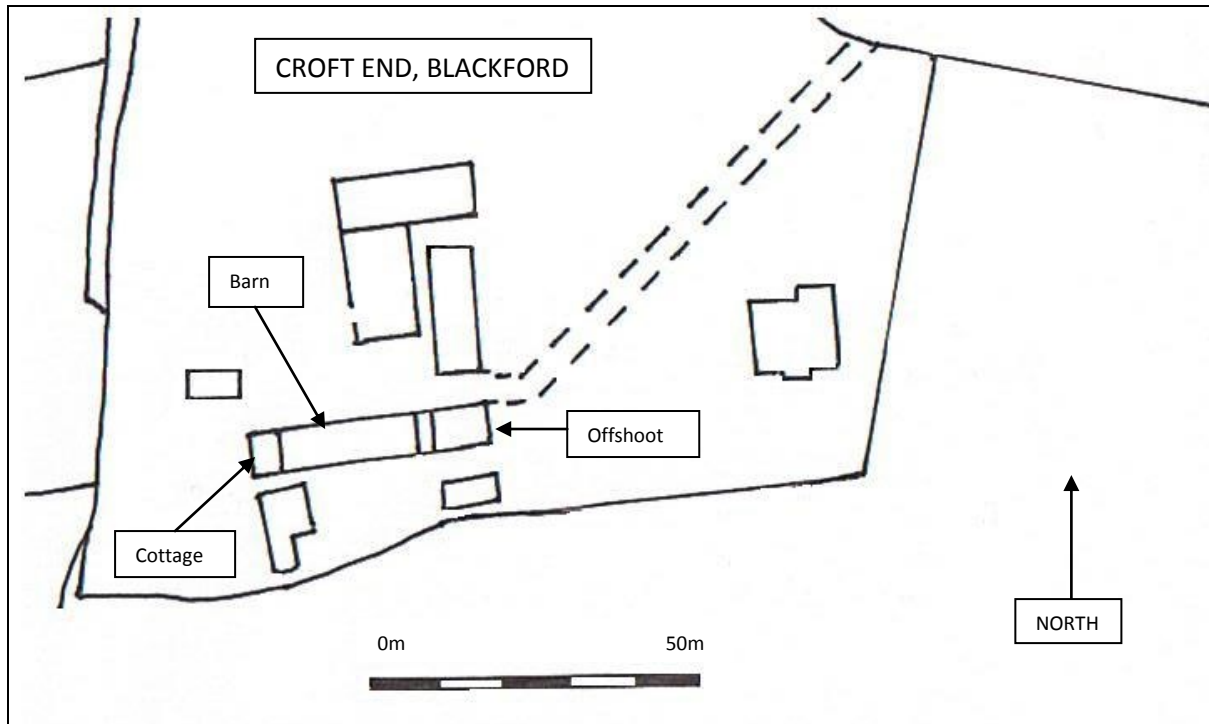 CROFT END, BLACKFORD
Barn
Offshoot
Cottage
NORTH
0m 50m